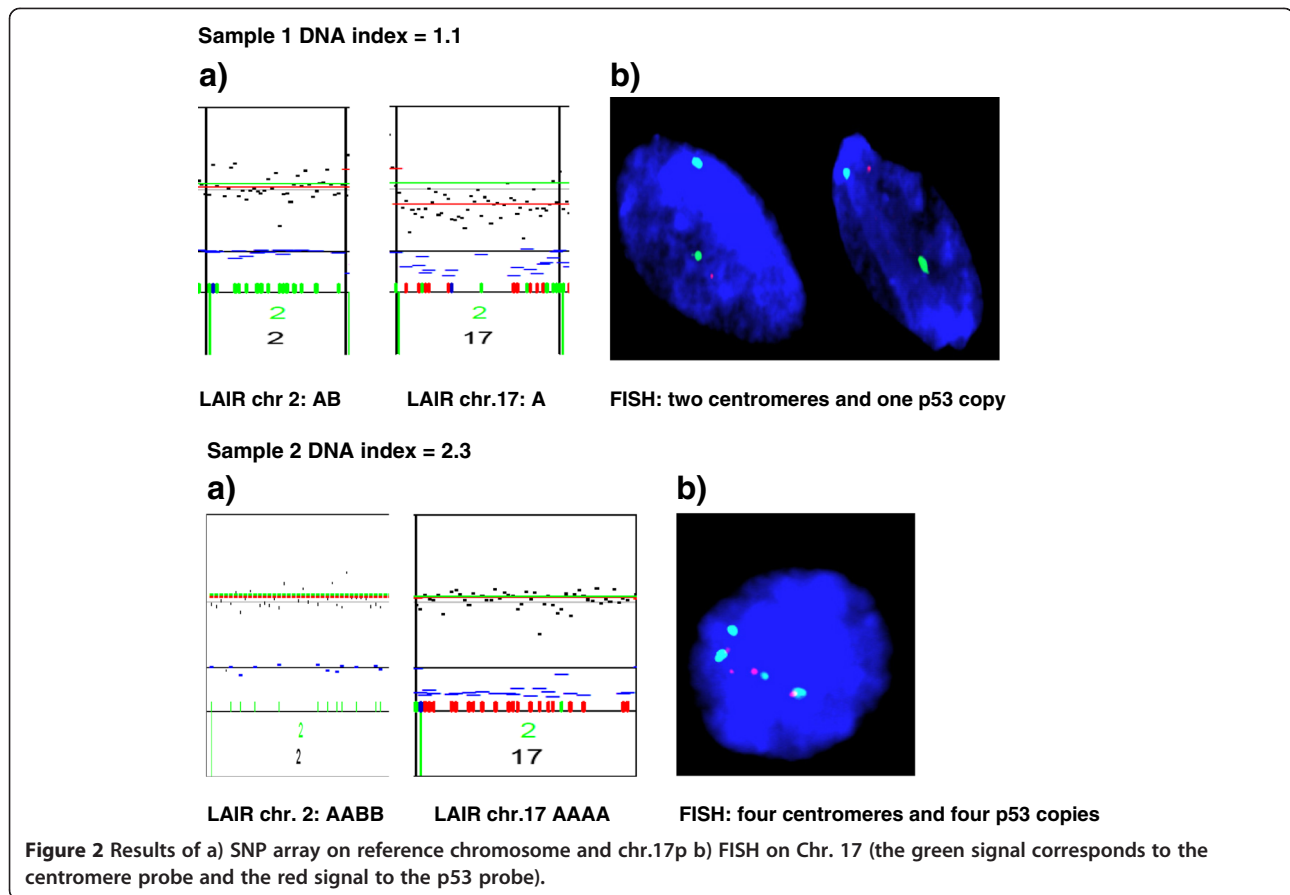 Sample 1 DNA index = 1.1
a)
b)
2
2
2
17
LAIR chr 2: AB
LAIR chr.17: A
FISH: two centromeres and one p53 copy
Sample 2 DNA index = 2.3
a)
b)
2
2
2
17
LAIR chr. 2: AABB
LAIR chr.17 AAAA
FISH: four centromeres and four p53 copies
Figure 2 Results of a) SNP array on reference chromosome and chr.17p b) FISH on Chr. 17 (the green signal corresponds to the
centromere probe and the red signal to the p53 probe).